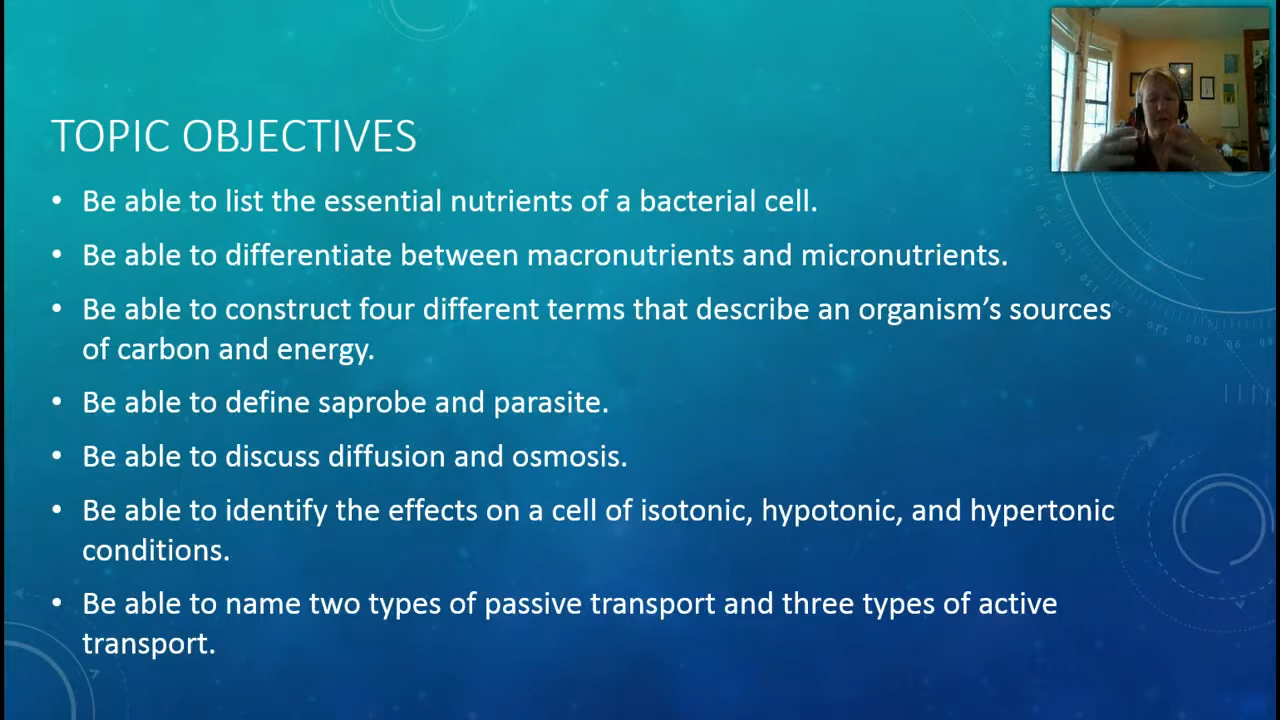 TOPIC OBJECTIVES
• Be able to list the essential nutrients of a bacterial cell.
• Be able to differentiate between macronutrients and micronutrients.
• Be able to construct four different terms that describe an organism’s sources
of carbon and energy.
• Be able to define saprobe and parasite.
• Be able to discuss diffusion and osmosis.
• Be able to identify the effects on a cell of isotonic, hypotonic, and hypertonic
conditions.
• Be able to name two types of passive transport and three types of active
transport.